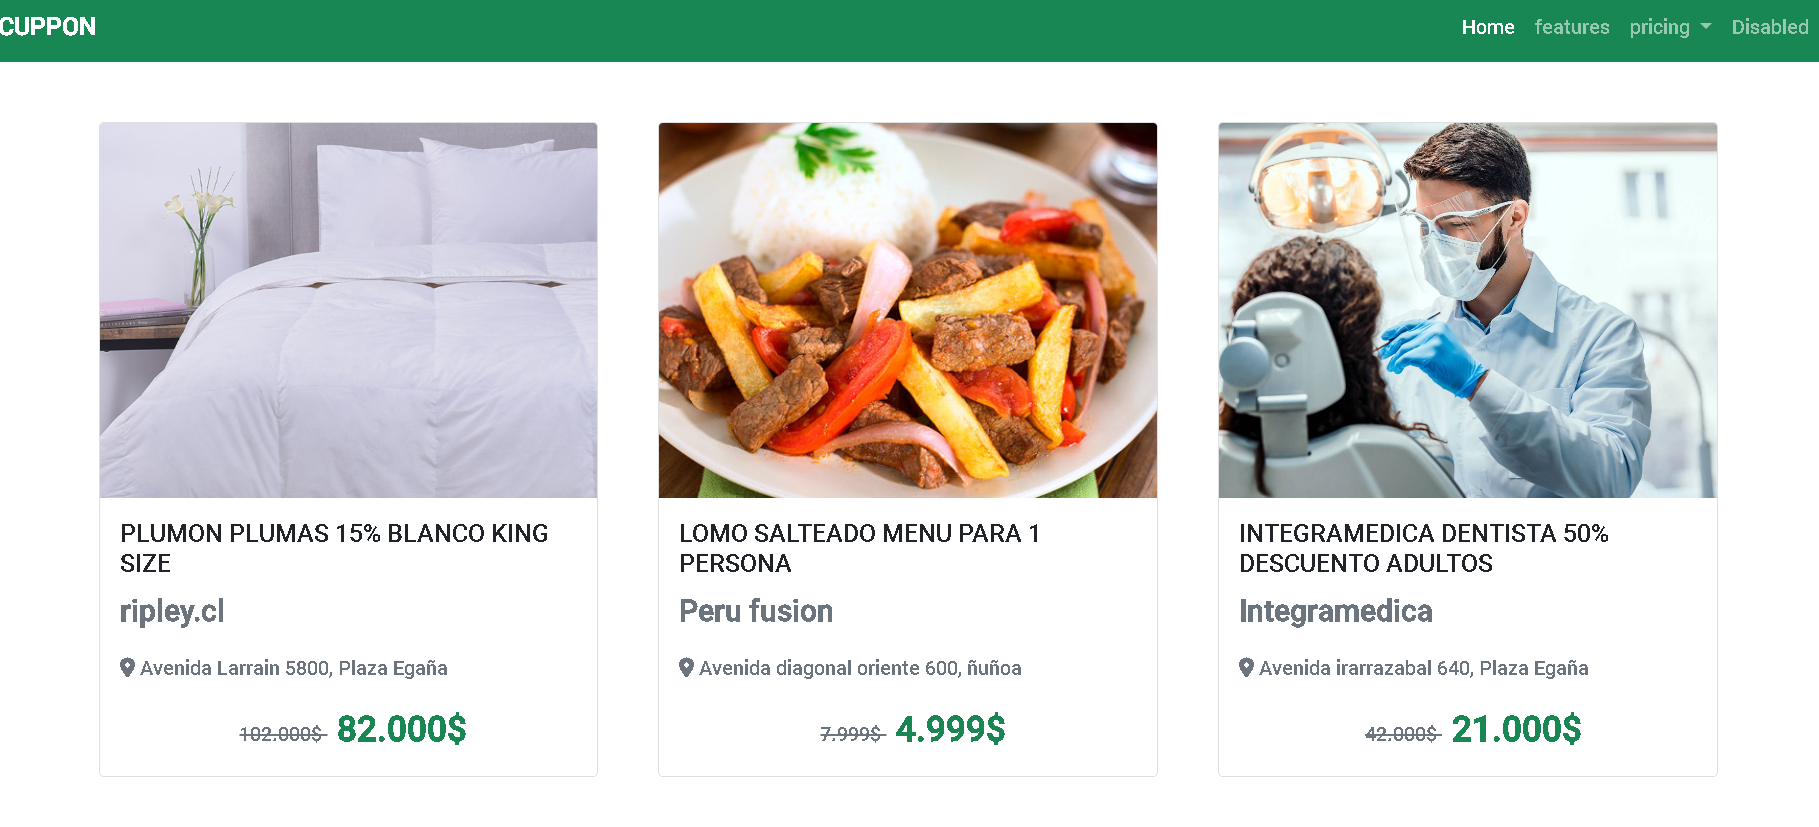 CUPPON
Home features pricing Disabled
PLUMON PLUMAS 15% BLANCO KING
SIZE
ripley.cl
Avenida Larrain 5800, Plaza Egaña
102.000$ 82.000$
LOMO SALTEADO MENU PARA 1
PERSONA
Peru fusion
Avenida diagonal oriente 600, ñuñoa
7.999$ 4.999$
INTEGRAMEDICA DENTISTA 50%
DESCUENTO ADULTOS
Integramedica
Avenida irarrazabal 640, Plaza Egaña
42.000$ 21.000$